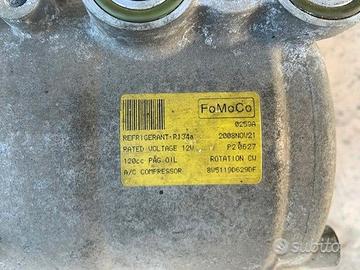 FoMoCo
0259A
REFRIGERANT-R134a 2008NOV21
RATED VOLTAGE 12V P20627
120cc PAG OIL ROTATION CW
A/C COMPRESSOR 8V5119D629DF
subito